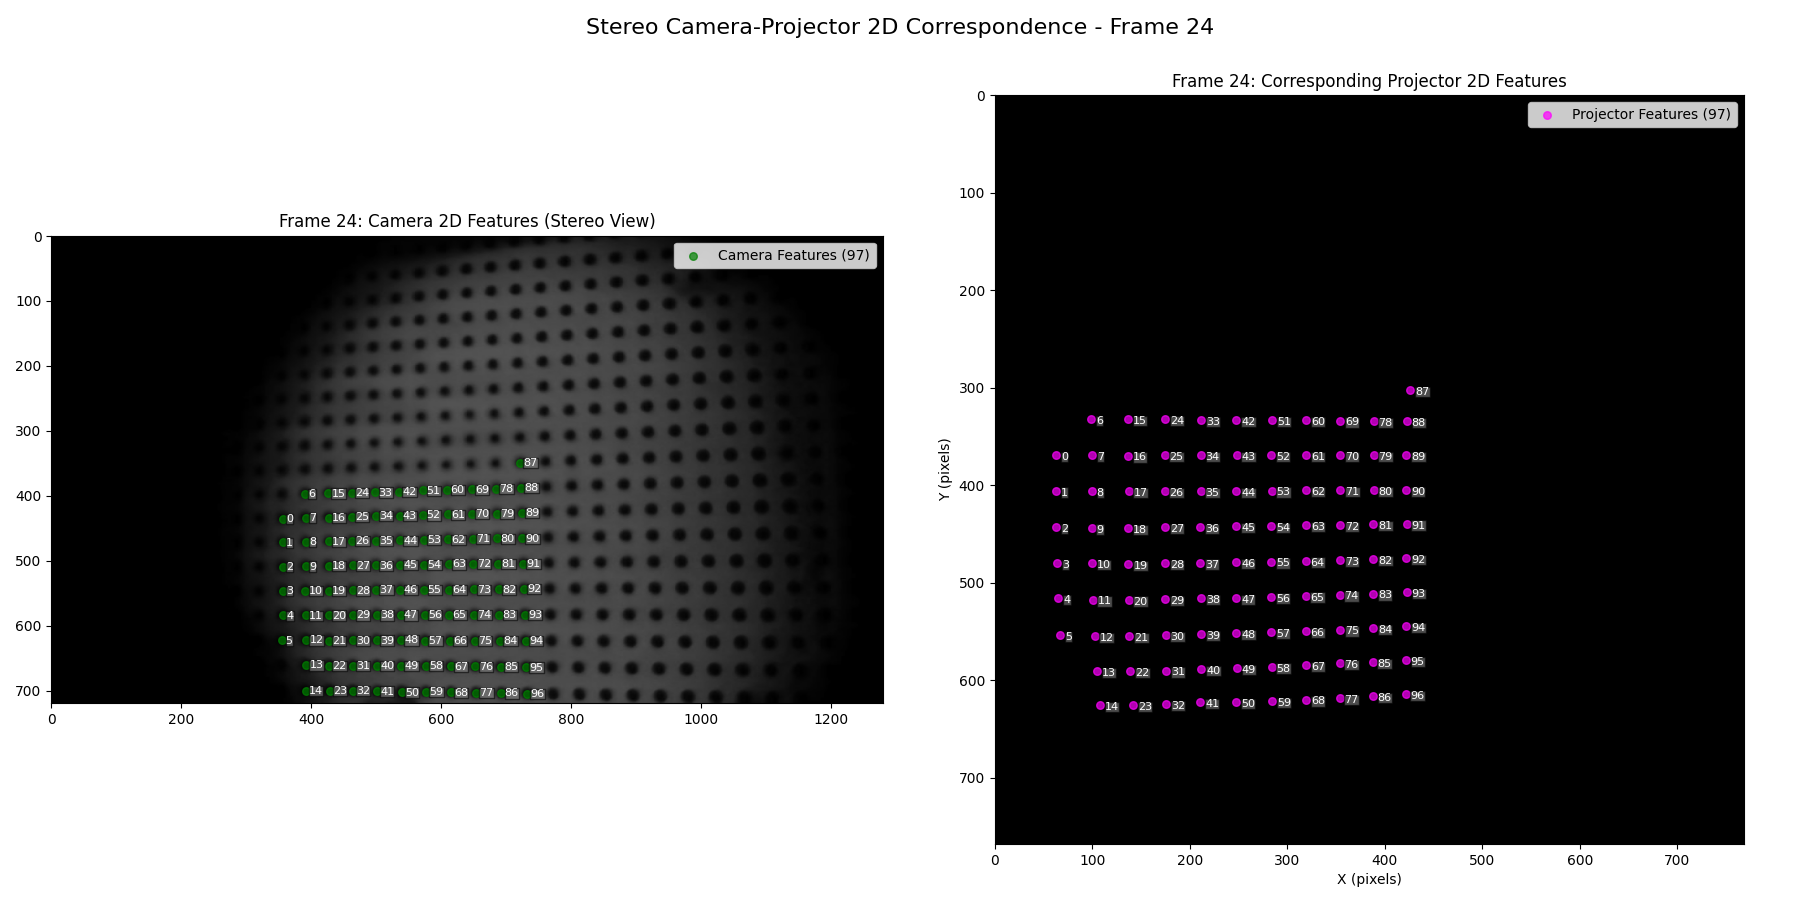 Stereo Camera-Projector 2D Correspondence - Frame 24
Frame 24: Camera 2D Features (Stereo View)
Camera Features (97)
0
100
200
300
400
500
600
700
0 200 400 600 800 1000 1200
87
6 15 24 33 42 51 60 69 78 88
0 7 16 25 34 43 52 61 70 79 89
1 8 17 26 35 44 53 62 71 80 90
2 9 18 27 36 45 54 63 72 81 91
3 10 19 28 37 46 55 64 73 82 92
4 11 20 29 38 47 56 65 74 83 93
5 12 21 30 39 48 57 66 75 84 94
13 22 31 40 49 58 67 76 85 95
14 23 32 41 50 59 68 77 86 96
Frame 24: Corresponding Projector 2D Features
Projector Features (97)
Y (pixels)
0
100
200
300
400
500
600
700
0 100 200 300 400 500 600 700
X (pixels)
87
6 15 24 33 42 51 60 69 78 88
0 7 16 25 34 43 52 61 70 79 89
1 8 17 26 35 44 53 62 71 80 90
2 9 18 27 36 45 54 63 72 81 91
3 10 19 28 37 46 55 64 73 82 92
4 11 20 29 38 47 56 65 74 83 93
5 12 21 30 39 48 57 66 75 84 94
13 22 31 40 49 58 67 76 85 95
14 23 32 41 50 59 68 77 86 96